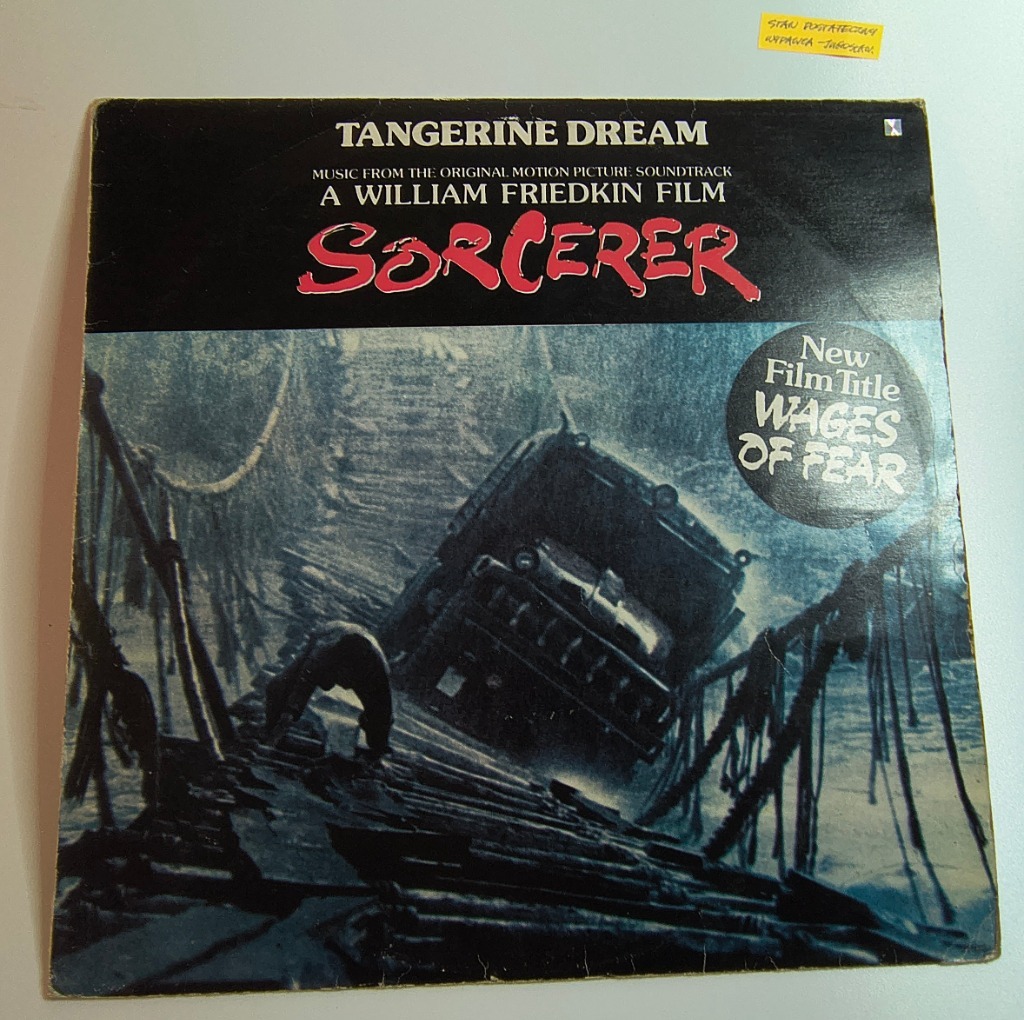 STAN DOSTATECZNY
TANGERINE DREAM
MUSIC FROM THE ORIGINAL MOTION PICTURE SOUNDTRACK
A WILLIAM FRIEDKIN FILM
SORCERER
New
Film Title
WAGES
OF FEAR